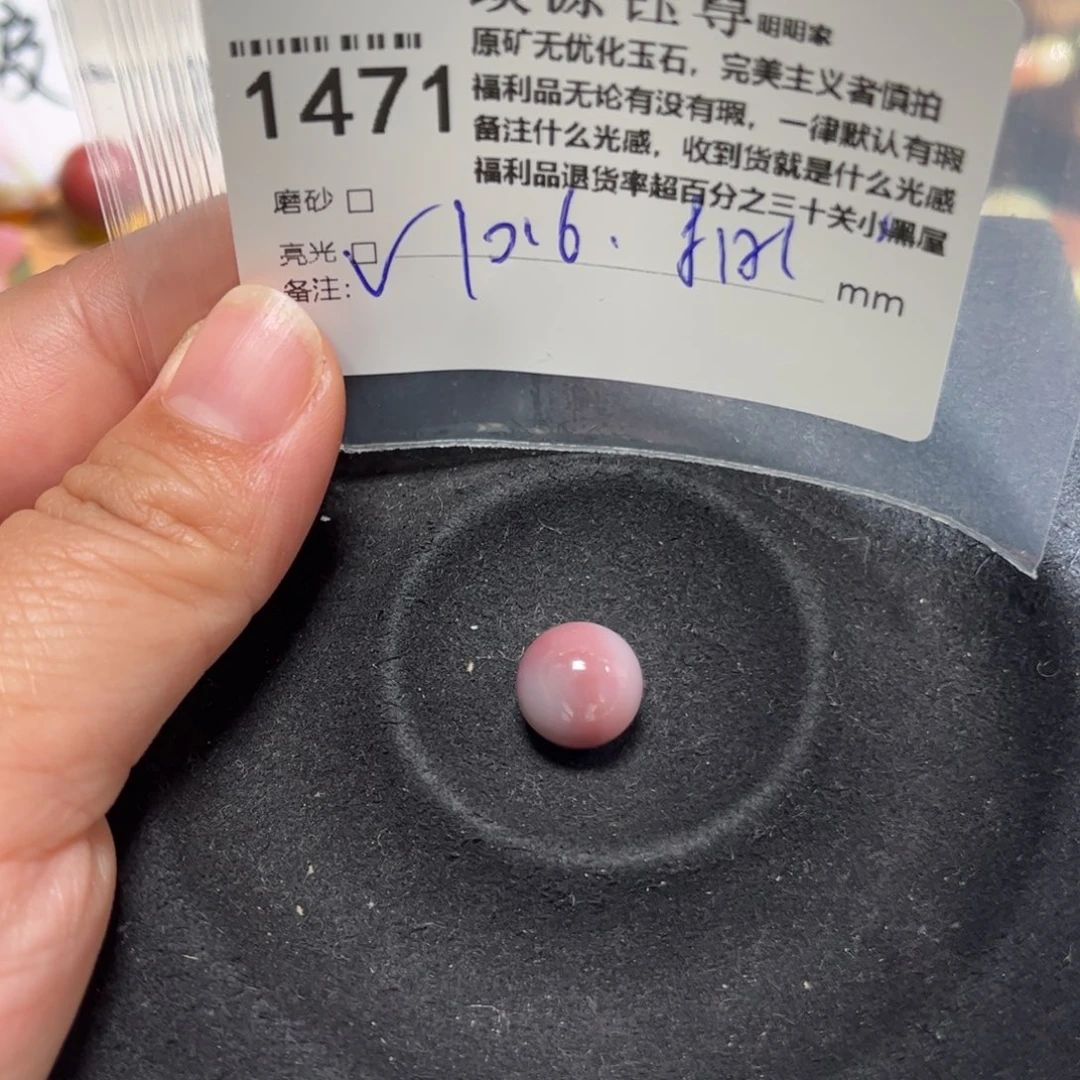 明明家
原矿无优化玉石，完美主义者慎拍
1471
福利品无论有没有瑕，一律默认有瑕
备注什么光感，收到货就是什么光感
福利品退货率超百分之三十关小黑屋
磨砂 □
亮光 □
备注:
mm